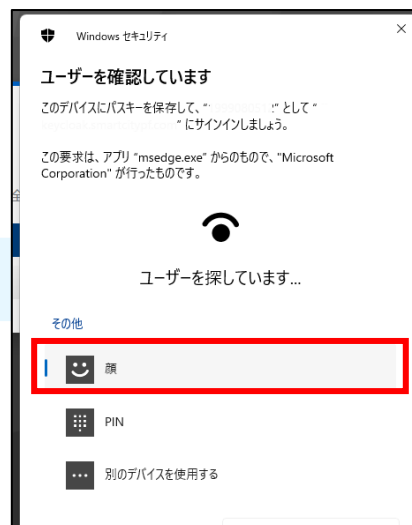 Windows セキュリティ
ユーザーを確認しています
このデバイスにパスキーを保存して、" :" として "
" にサインインしましょう。
この要求は、アプリ "msedge.exe" からのもので、"Microsoft
Corporation" が行ったものです。
ユーザーを探しています...
その他
顔
PIN
別のデバイスを使用する